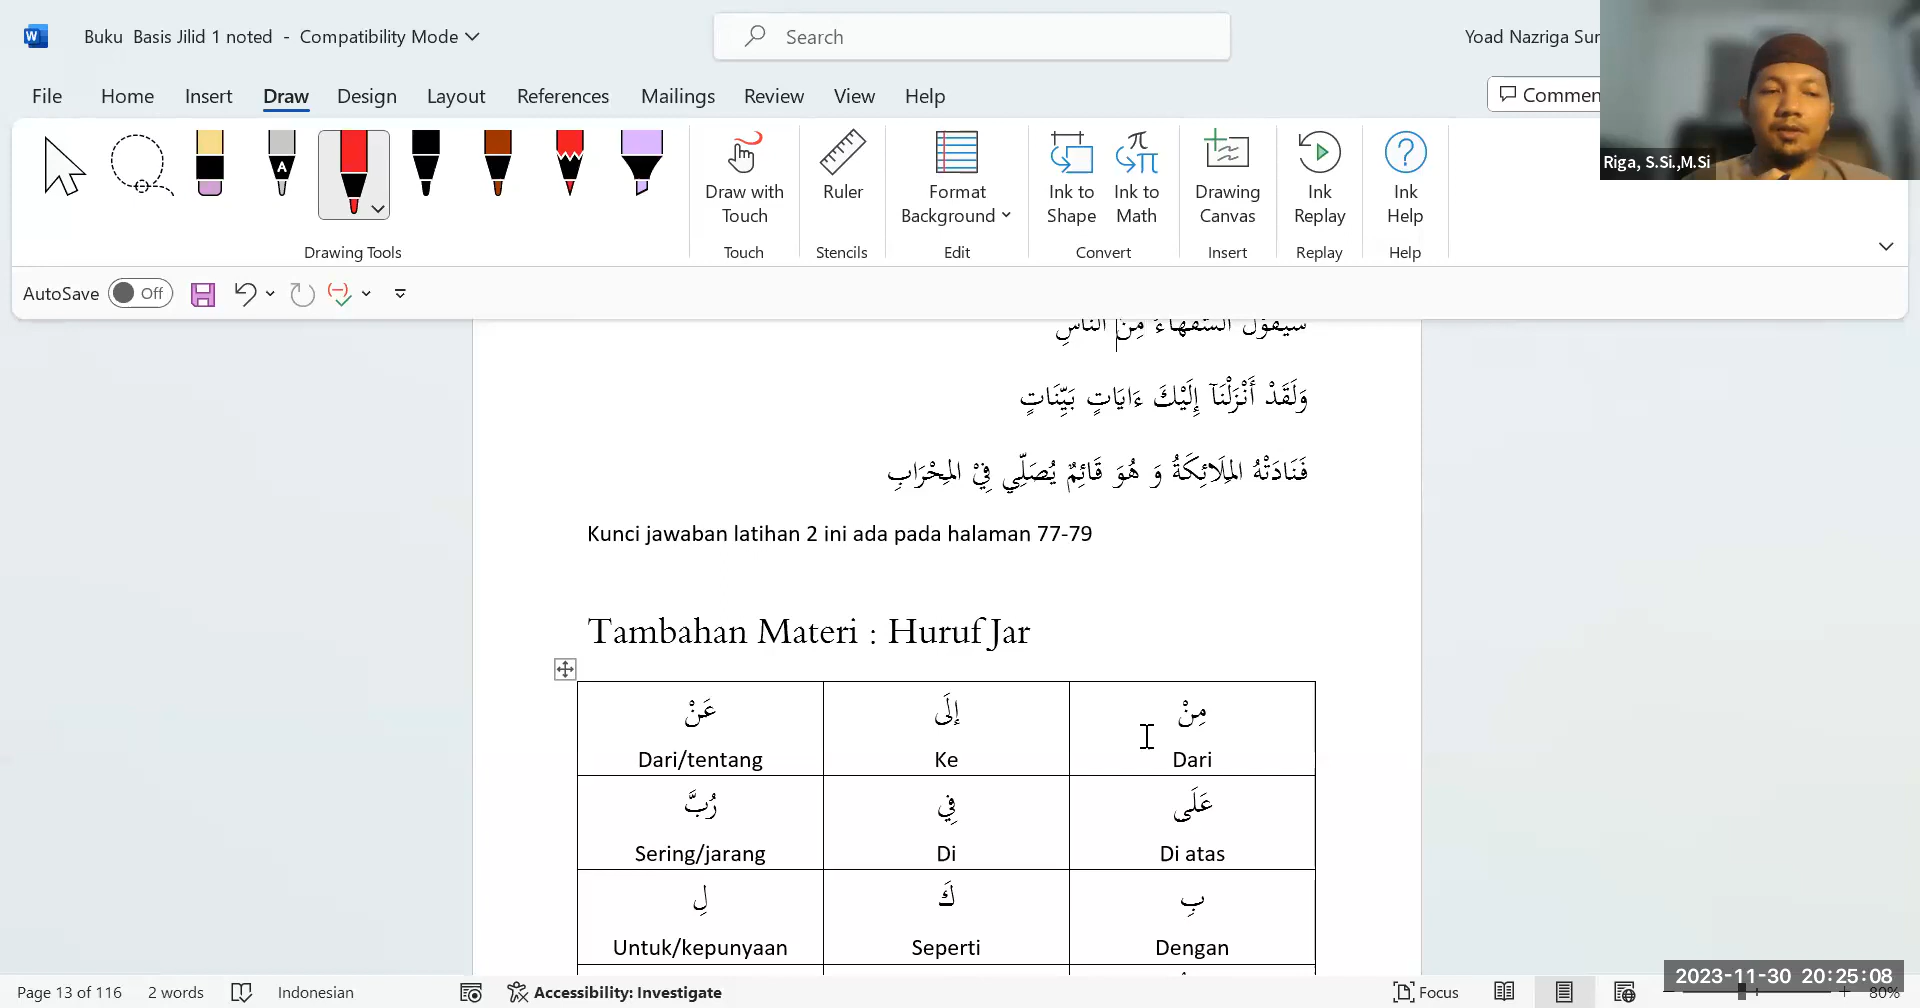 Buku Basis Jilid 1 noted - Compatibility Mode
Search
Yoad Nazriga Sur
File Home Insert Draw Design Layout References Mailings Review View Help
Commen
Riga, S.Si.,M.Si
Draw with Touch
Ruler
Format Background
Ink to Shape
Ink to Math
Drawing Canvas
Ink Replay
Ink Help
Drawing Tools Touch Stencils Edit Convert Insert Replay Help
AutoSave Off
مِنَ النَّاسِ
وَلَقَدْ أَنْزَلْنَآ إِلَيْكَ ءَايَاتٍ بَيِّنَاتٍ
فَنَادَتْهُ المِلَائِكَةُ وَ هُوَ قَائِمٌ يُصَلِّي فِيْ المِحْرَابِ
Kunci jawaban latihan 2 ini ada pada halaman 77-79
Tambahan Materi : Huruf Jar
عَنْ إلَى مِنْ
Dari/tentang Ke Dari
رُبَّ فِي عَلَى
Sering/jarang Di Di atas
لِ كَ بِ
Untuk/kepunyaan Seperti Dengan
2023-11-30 20:25:08
Page 13 of 116 2 words Indonesian Accessibility: Investigate Focus 80%